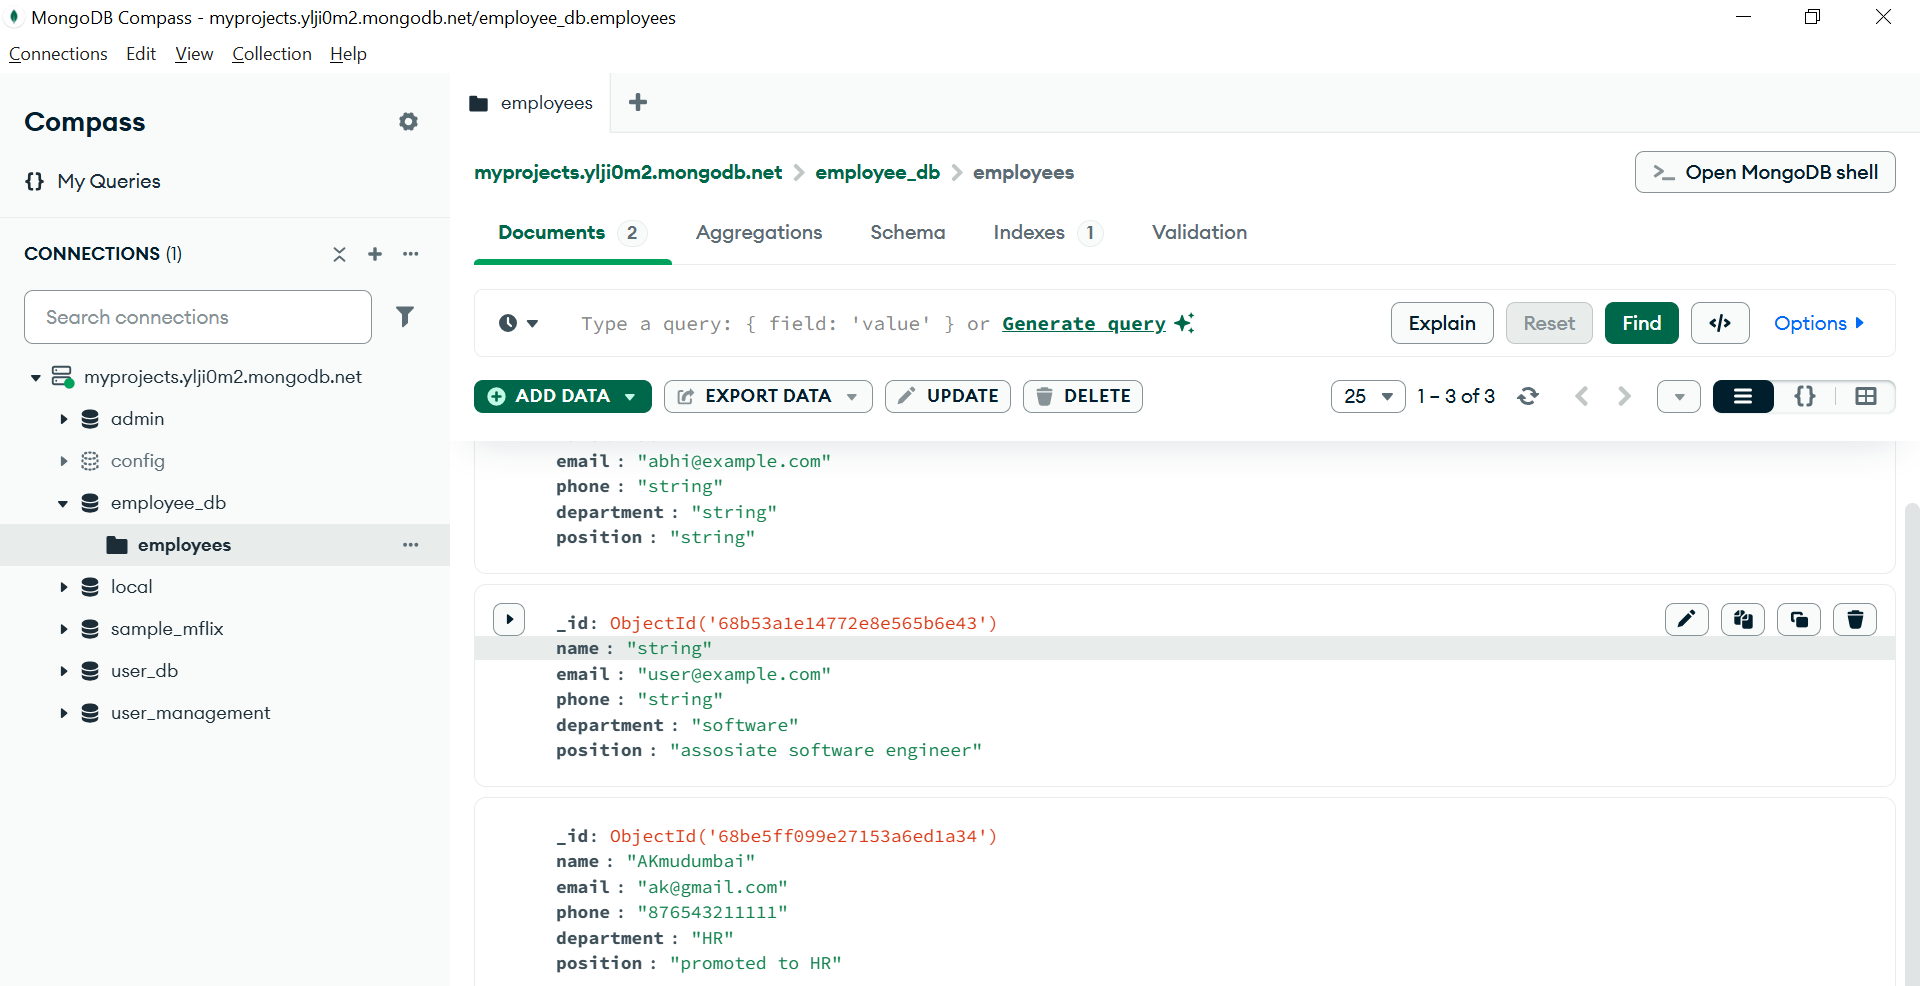 MongoDB Compass - myprojects.ylji0m2.mongodb.net/employee_db.employees
Connections Edit View Collection Help
Compass
{} My Queries
CONNECTIONS (1)
Search connections
myprojects.ylji0m2.mongodb.net
admin
config
employee_db
employees
local
sample_mflix
user_db
user_management
employees
myprojects.ylji0m2.mongodb.net > employee_db > employees
>_ Open MongoDB shell
Documents 2 Aggregations Schema Indexes 1 Validation
Type a query: { field: 'value' } or Generate query
Explain Reset Find </> Options
ADD DATA EXPORT DATA UPDATE DELETE
25 1 – 3 of 3 {}
email : "abhi@example.com"
phone : "string"
department : "string"
position : "string"
_id: ObjectId('68b53a1e14772e8e565b6e43')
name : "string"
email : "user@example.com"
phone : "string"
department : "software"
position : "assosiate software engineer"
_id: ObjectId('68be5ff099e27153a6ed1a34')
name : "AKmudumbai"
email : "ak@gmail.com"
phone : "876543211111"
department : "HR"
position : "promoted to HR"